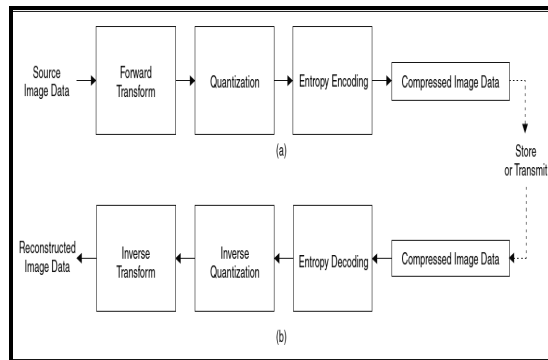 Source
Image Data
Forward
Transform
Quantization
Entropy Encoding
Compressed Image Data
(a)
Store
or Transmit
Reconstructed
Image Data
Inverse
Transform
Inverse
Quantization
Entropy Decoding
Compressed Image Data
(b)